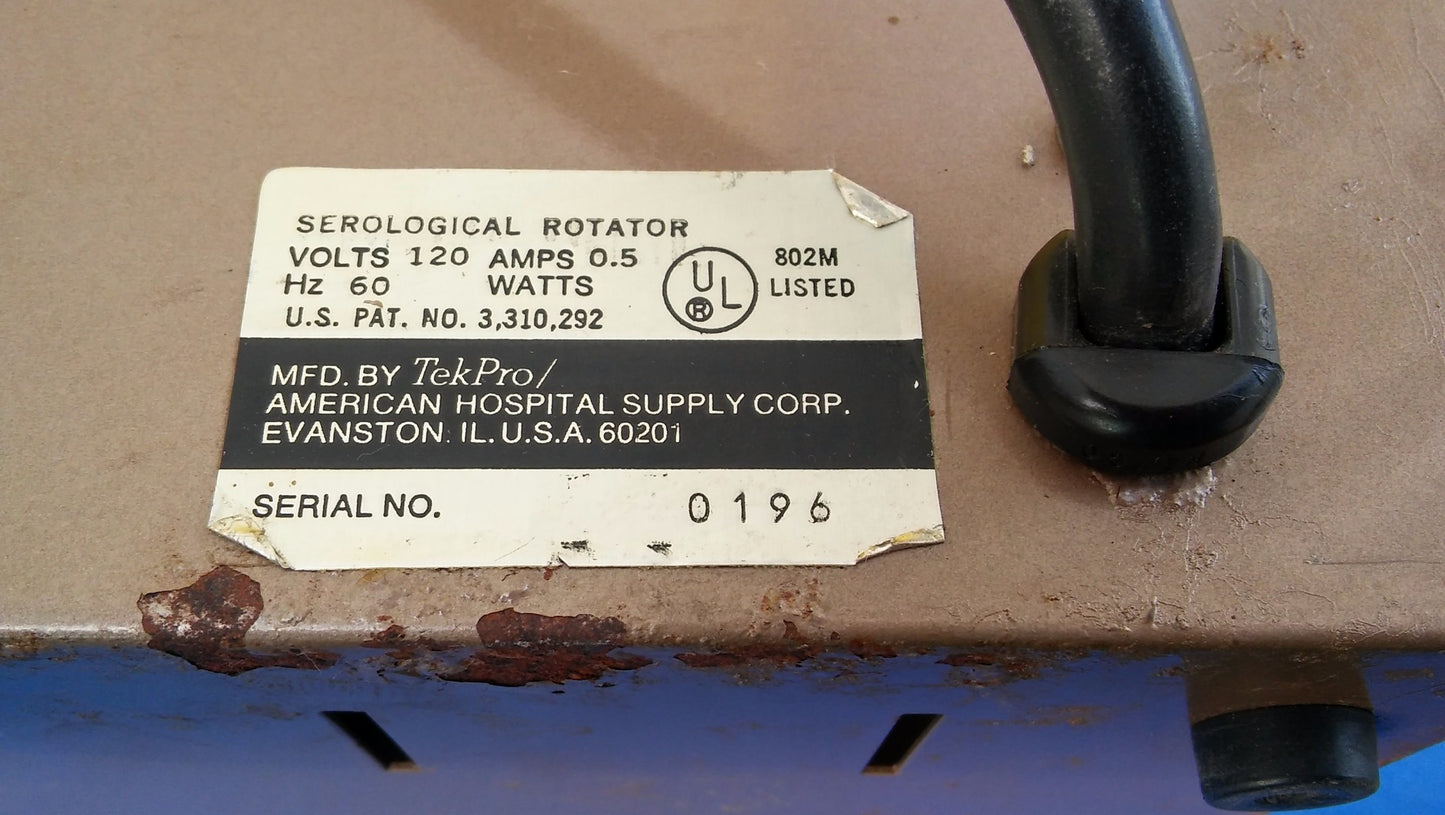 SEROLOGICAL ROTATOR
VOLTS 120 AMPS 0.5
Hz 60 WATTS
U.S. PAT. NO. 3,310,292
UL
®
802M
LISTED
MFD. BY TekPro/
AMERICAN HOSPITAL SUPPLY CORP.
EVANSTON. IL. U.S.A. 60201
SERIAL NO. 0196